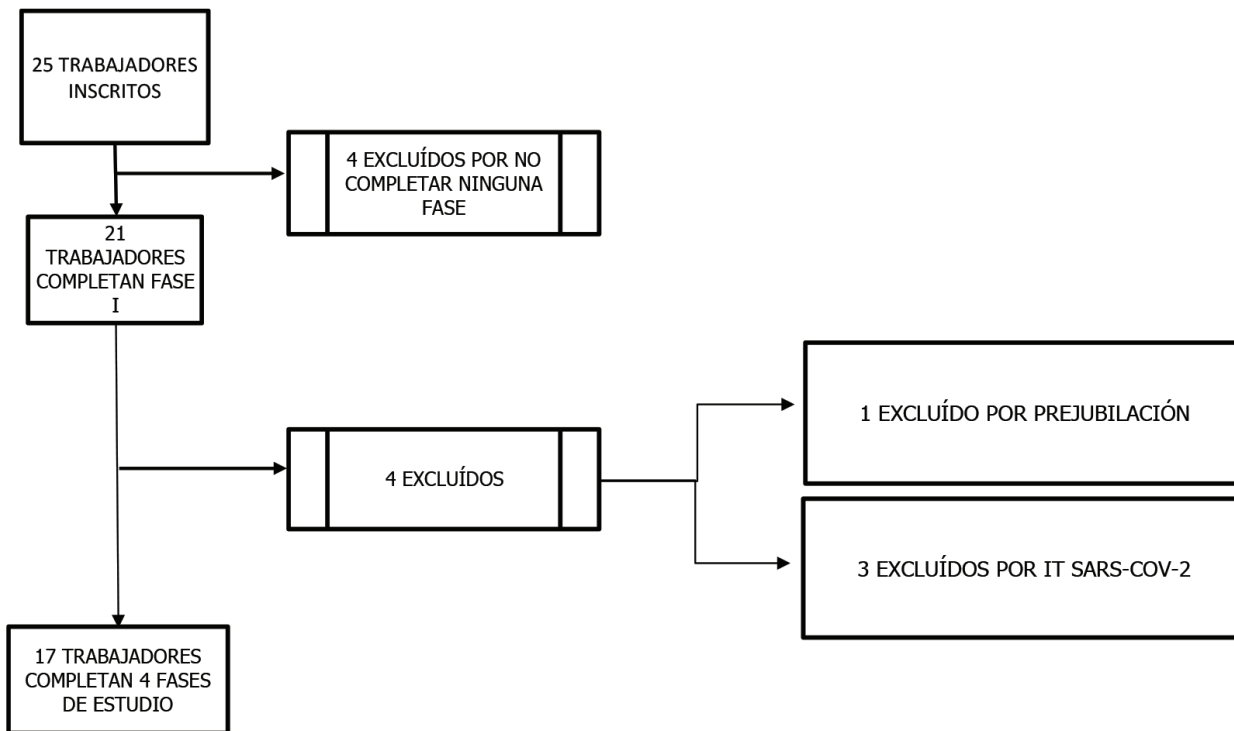 25 TRABAJADORES
INSCRITOS
4 EXCLUÍDOS POR NO
COMPLETAR NINGUNA
FASE
21
TRABAJADORES
COMPLETAN FASE
I
4 EXCLUÍDOS
1 EXCLUÍDO POR PREJUBILACIÓN
3 EXCLUÍDOS POR IT SARS-COV-2
17 TRABAJADORES
COMPLETAN 4 FASES
DE ESTUDIO